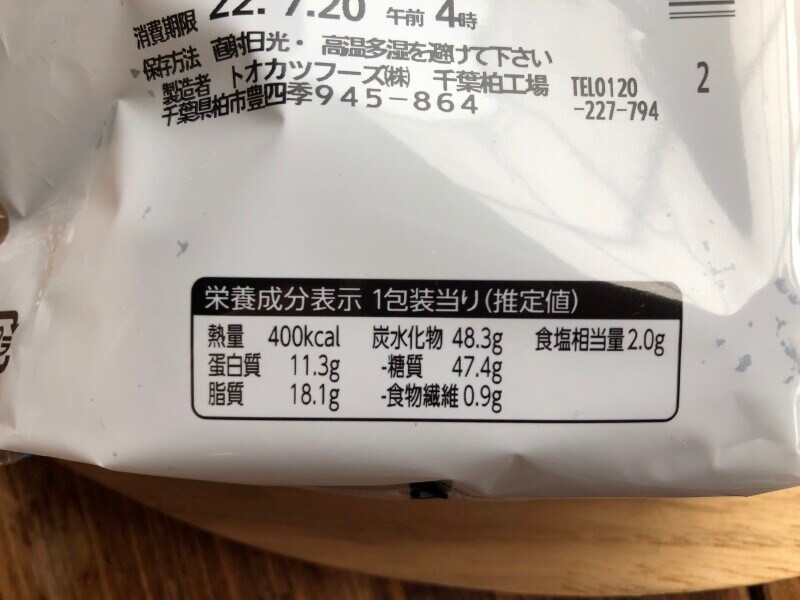 消費期限 22. 7.20 午前 4時
保存方法 直射日光・高温多湿を避けて下さい
製造者 トオカツフーズ㈱ 千葉柏工場 TEL0120
千葉県柏市豊四季945-864 -227-794
2
栄養成分表示 1包装当り(推定値)
熱量 400kcal 炭水化物 48.3g 食塩相当量2.0g
蛋白質 11.3g -糖質 47.4g
脂質 18.1g -食物繊維 0.9g